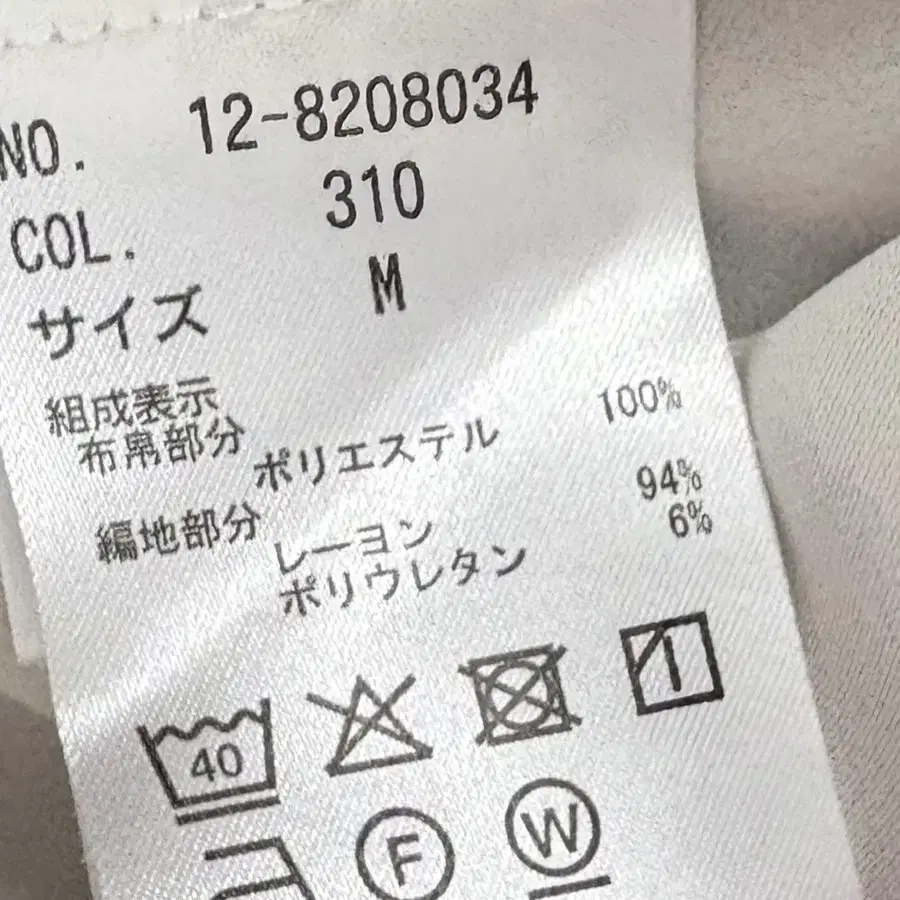 NO. 12-8208034
COL. 310
サイズ M
組成表示
布帛部分 ポリエステル 100%
編地部分 レーヨン 94%
ポリウレタン 6%
40
F W